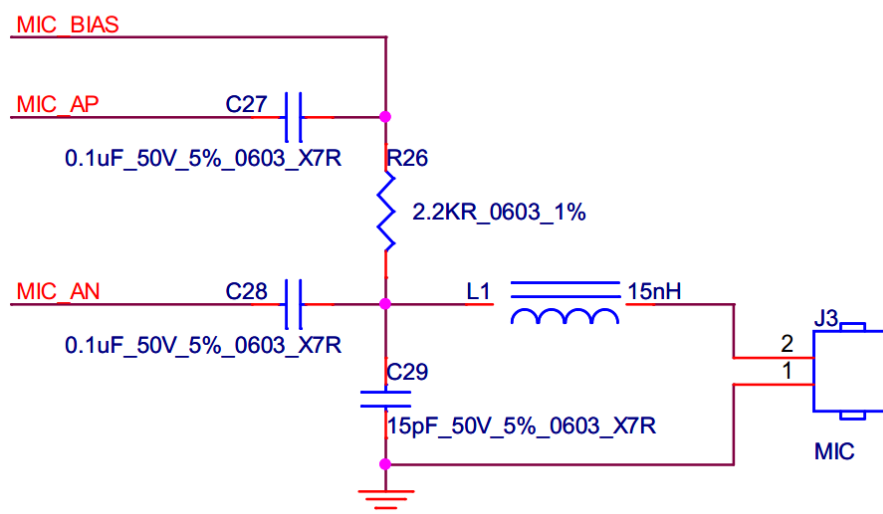 MIC_BIAS
MIC_AP
C27
0.1uF_50V_5%_0603_X7R
R26
2.2KR_0603_1%
MIC_AN
C28
L1
15nH
0.1uF_50V_5%_0603_X7R
J3
2
1
C29
15pF_50V_5%_0603_X7R
MIC